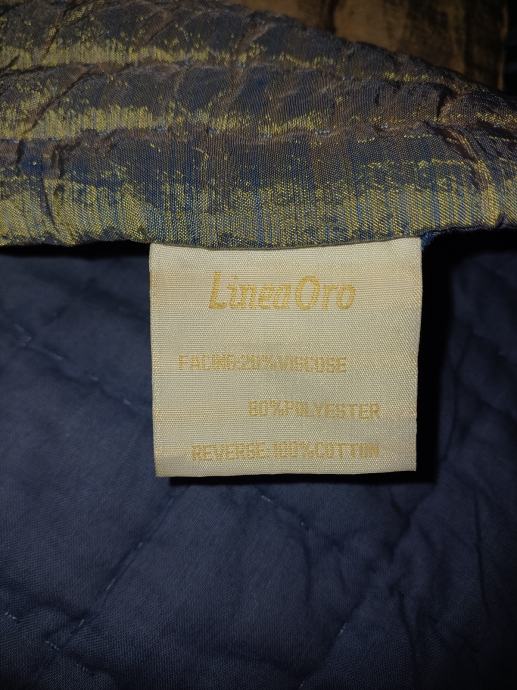 Linea Oro
FACING:20%VISCOSE
80%POLYESTER
REVERSE:100%COTTON